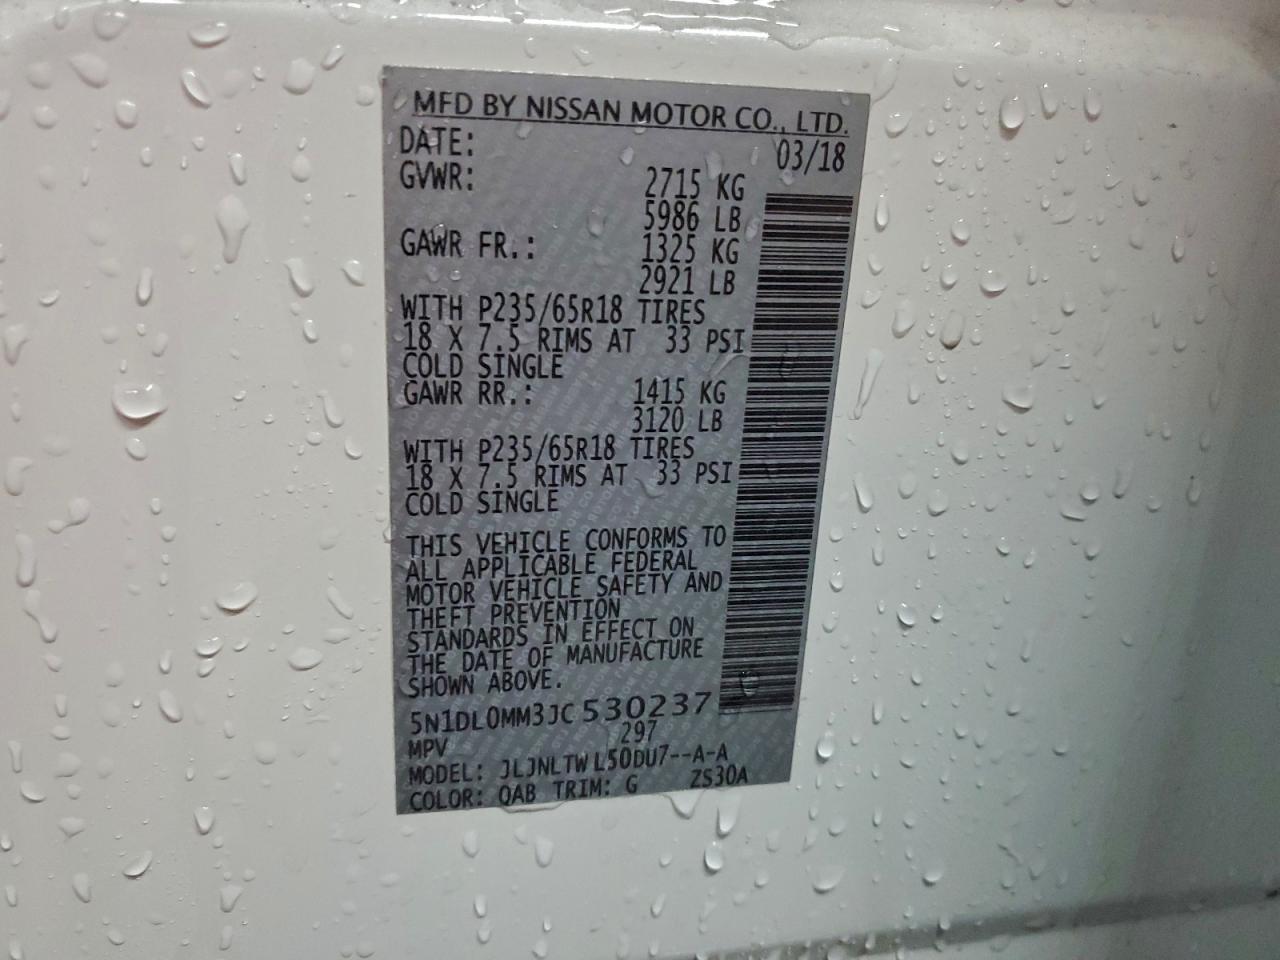 MFD BY NISSAN MOTOR CO., LTD.
DATE: 03/18
GVWR: 2715 KG
5986 LB
GAWR FR.: 1325 KG
2921 LB
WITH P235/65R18 TIRES
18 X 7.5 RIMS AT 33 PSI
COLD SINGLE
GAWR RR.: 1415 KG
3120 LB
WITH P235/65R18 TIRES
18 X 7.5 RIMS AT 33 PSI
COLD SINGLE
THIS VEHICLE CONFORMS TO
ALL APPLICABLE FEDERAL
MOTOR VEHICLE SAFETY AND
THEFT PREVENTION
STANDARDS IN EFFECT ON
THE DATE OF MANUFACTURE
SHOWN ABOVE.
5N1DL0MM3JC530237
MPV 297
MODEL: JLJNLTWL50DU7--A-A
COLOR: QAB TRIM: G ZS30A